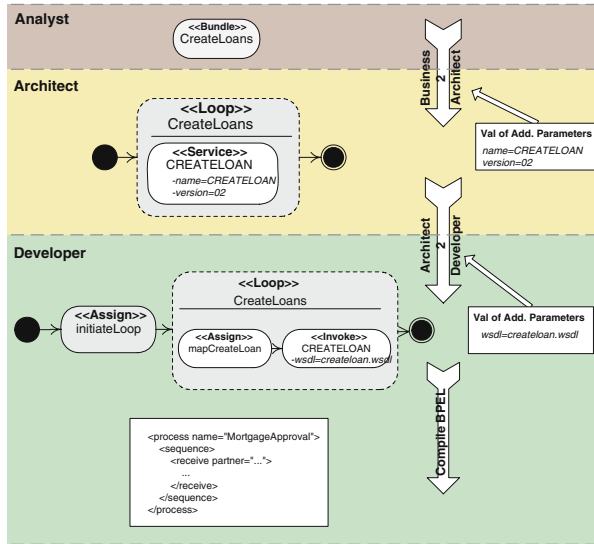 Analyst
<<Bundle>>
CreateLoans
Business
2
Architect
Architect
<<Loop>>
CreateLoans
<<Service>>
CREATELOAN
-name=CREATELOAN
-version=02
Val of Add. Parameters
name=CREATELOAN
version=02
Architect
2
Developer
Developer
<<Assign>>
initiateLoop
<<Loop>>
CreateLoans
<<Assign>>
mapCreateLoan
<<Invoke>>
CREATELOAN
-wsdl=createloan.wsdl
Val of Add. Parameters
wsdl=createloan.wsdl
Compile BPEL
<process name="MortgageApproval">
<sequence>
<receive partner="...">
...
</receive>
</sequence>
</process>